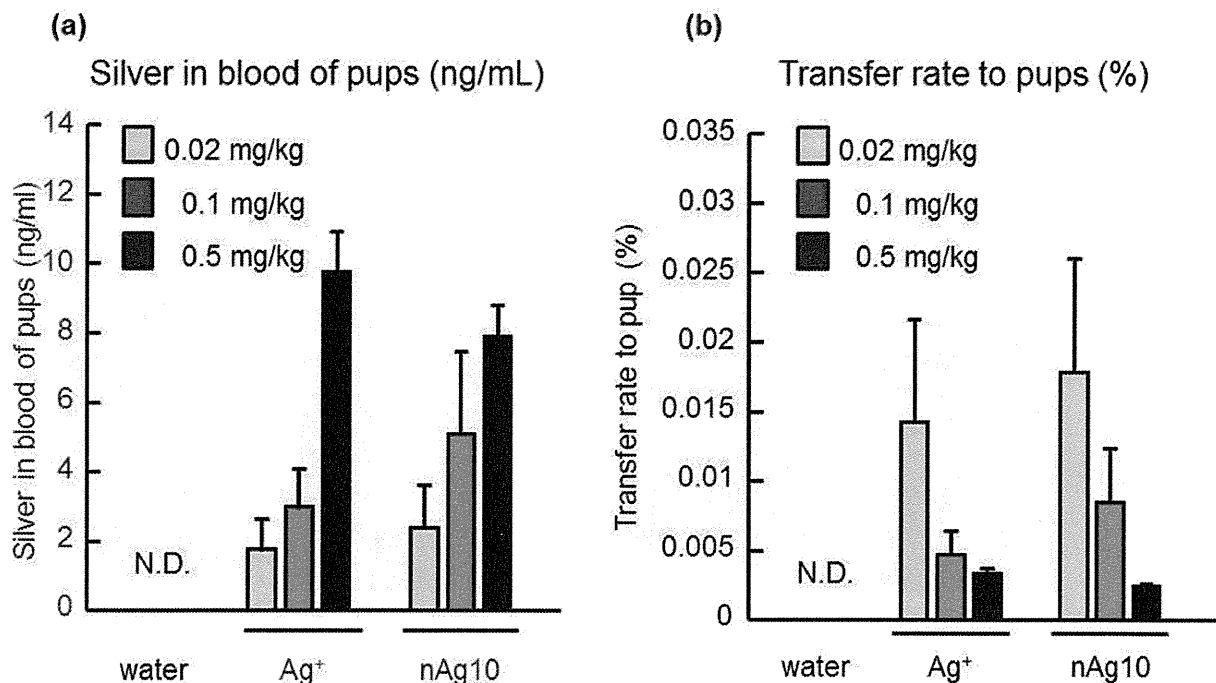 (a)
Silver in blood of pups (ng/mL)
Silver in blood of pups (ng/ml)
14
12
10
8
6
4
2
0
0.02 mg/kg
0.1 mg/kg
0.5 mg/kg
N.D.
water
Ag⁺
nAg10
(b)
Transfer rate to pups (%)
Transfer rate to pup (%)
0.035
0.03
0.025
0.02
0.015
0.01
0.005
0
0.02 mg/kg
0.1 mg/kg
0.5 mg/kg
N.D.
water
Ag⁺
nAg10